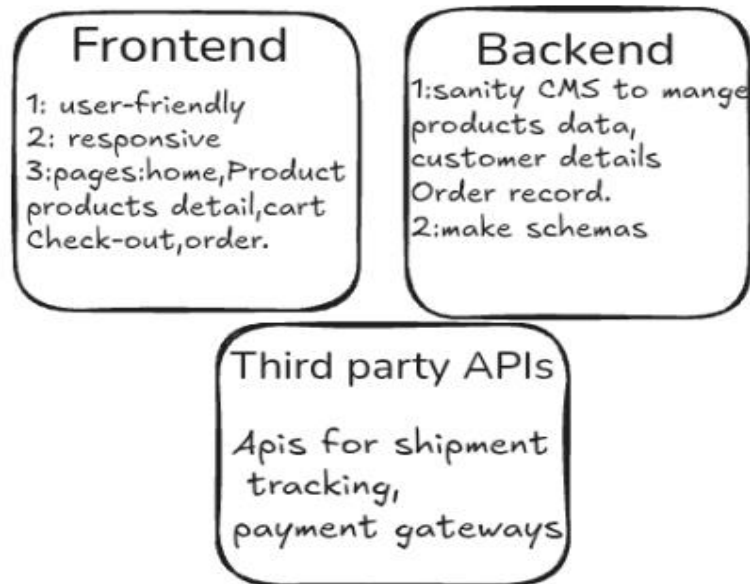 Frontend
1: user-friendly
2: responsive
3:pages:home,Product
products detail,cart
Check-out,order.
Backend
1:sanity CMS to mange
products data,
customer details
Order record.
2:make schemas
Third party APIs
Apis for shipment
tracking,
payment gateways